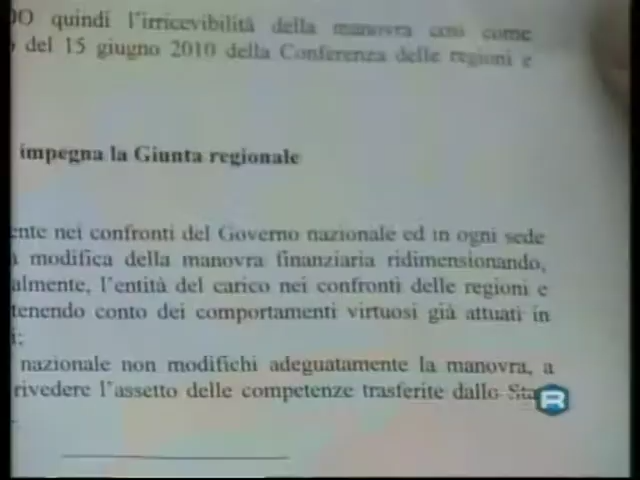 O quindi l'irricevibilità della manovra così come
del 15 giugno 2010 della Conferenza delle regioni e
impegna la Giunta regionale
ente nei confronti del Governo nazionale ed in ogni sede
modifica della manovra finanziaria ridimensionando,
almente, l'entità del carico nei confronti delle regioni e
tenendo conto dei comportamenti virtuosi già attuati in
i:
nazionale non modifichi adeguatamente la manovra, a
rivedere l'assetto delle competenze trasferite dallo Sta
R